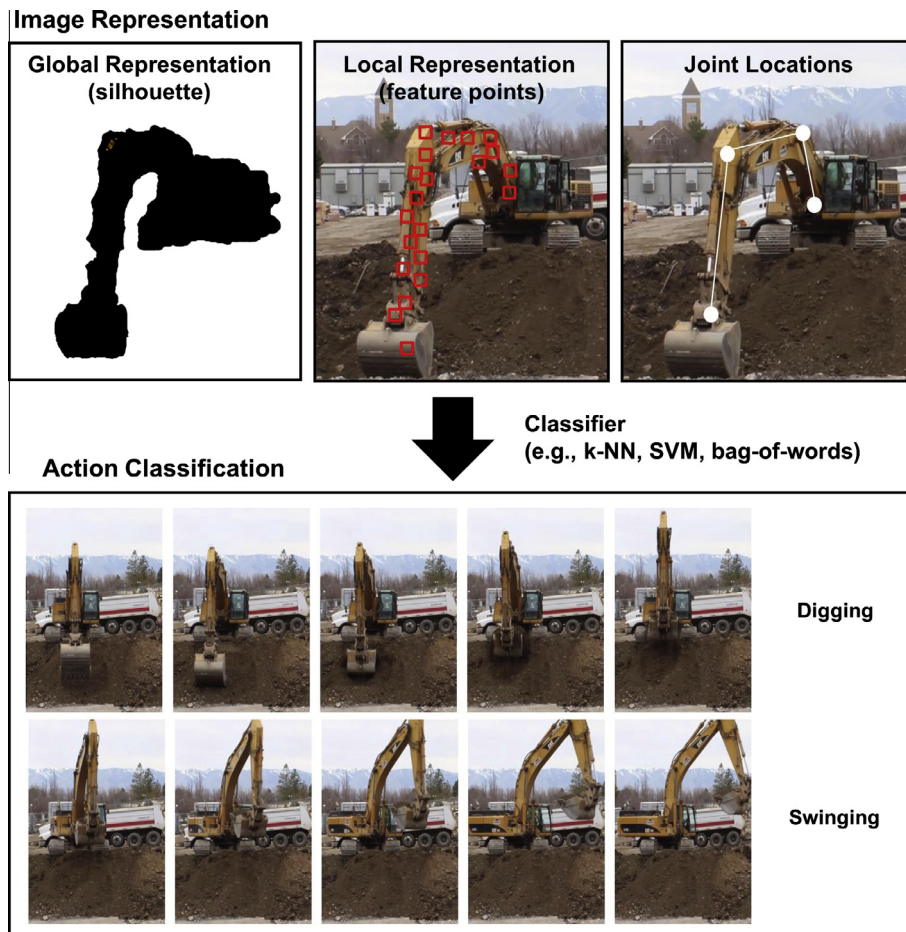 Image Representation
Global Representation
(silhouette)
Local Representation
(feature points)
Joint Locations
Classifier
(e.g., k-NN, SVM, bag-of-words)
Action Classification
Digging
Swinging